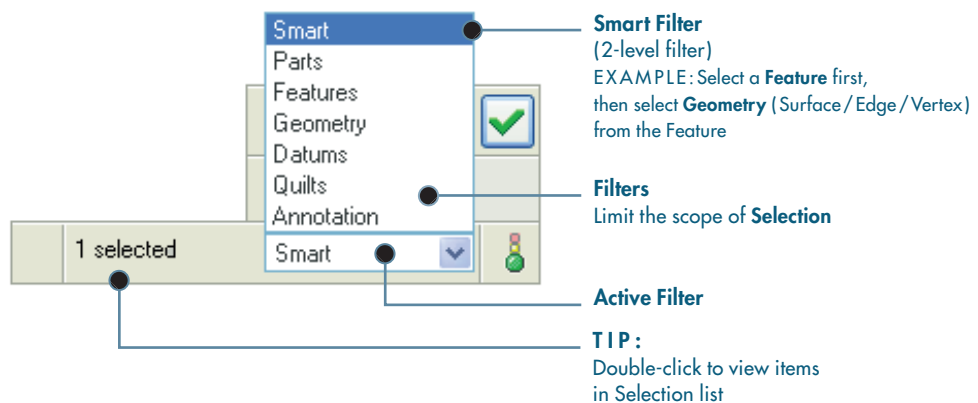 Smart
Parts
Features
Geometry
Datums
Quilts
Annotation
1 selected
Smart
Smart Filter
(2-level filter)
EXAMPLE: Select a Feature first,
then select Geometry (Surface/Edge/Vertex)
from the Feature
Filters
Limit the scope of Selection
Active Filter
TIP:
Double-click to view items
in Selection list